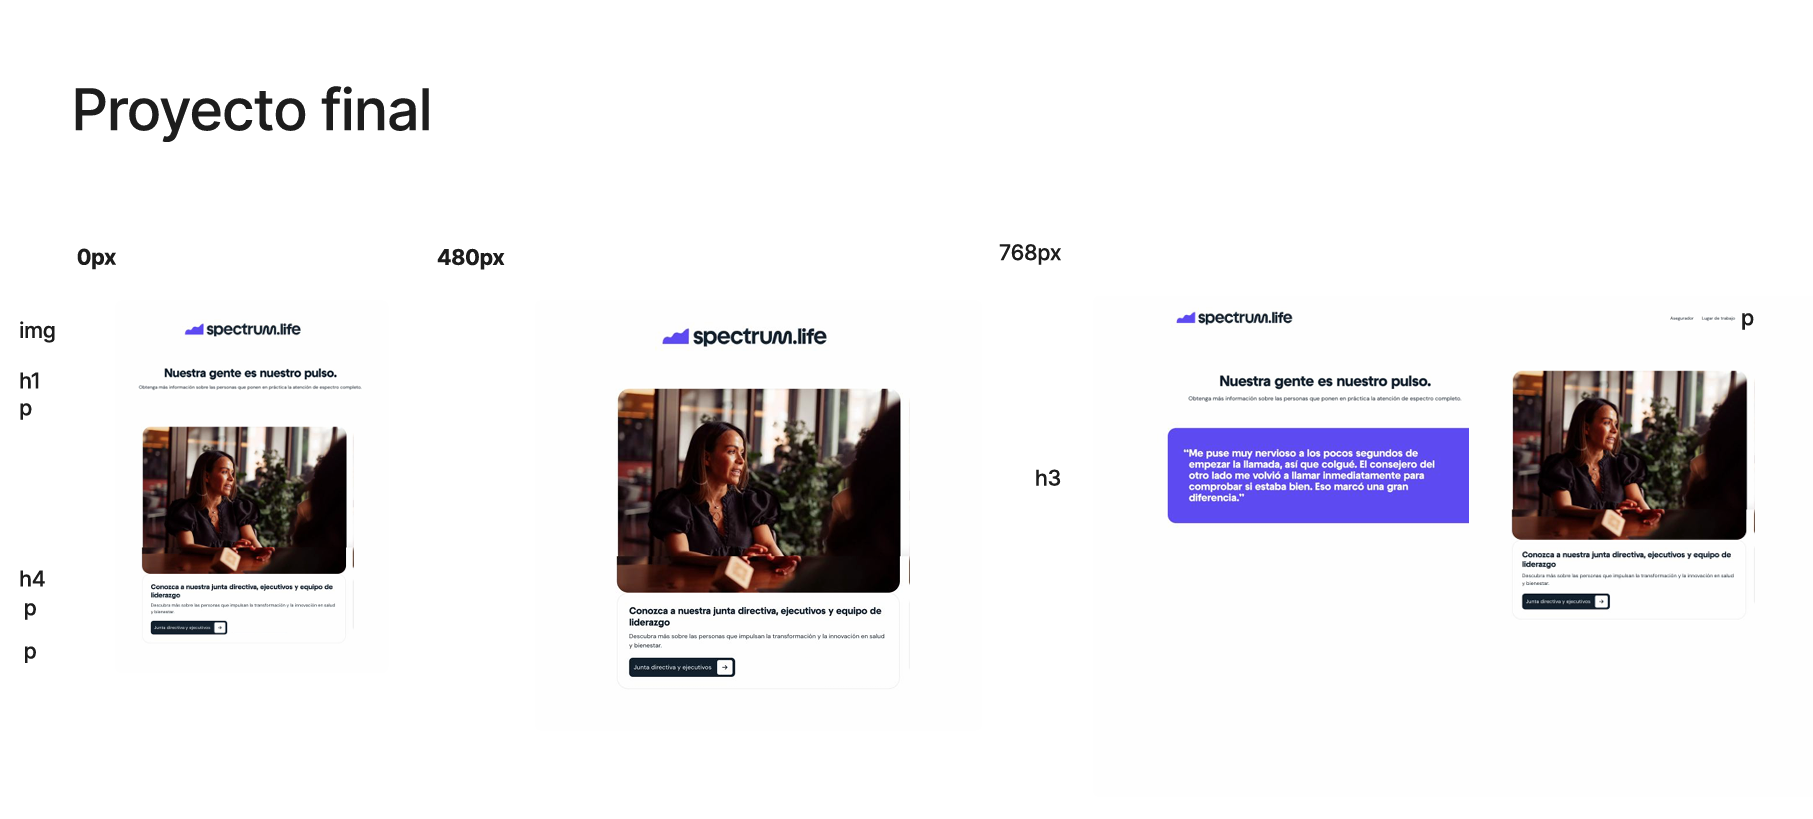 Proyecto final
0px
480px
768px
img
h1
p
h4
p
p
spectrum.life
Nuestra gente es nuestro pulso.
Obtenga más información sobre las personas que ponen en práctica la atención de espectro completo.
Conozca a nuestra junta directiva, ejecutivos y equipo de
liderazgo
Descubra más sobre las personas que impulsan la transformación y la innovación en salud
y bienestar.
Junta directiva y ejecutivos →
spectrum.life
Conozca a nuestra junta directiva, ejecutivos y equipo de
liderazgo
Descubra más sobre las personas que impulsan la transformación y la innovación en salud
y bienestar.
Junta directiva y ejecutivos →
h3
spectrum.life
Asegurador Lugar de trabajo
p
Nuestra gente es nuestro pulso.
Obtenga más información sobre las personas que ponen en práctica la atención de espectro completo.
“Me puse muy nervioso a los pocos segundos de
empezar la llamada, así que colgué. El consejero del
otro lado me volvió a llamar inmediatamente para
comprobar si estaba bien. Eso marcó una gran
diferencia.”
Conozca a nuestra junta directiva, ejecutivos y equipo de
liderazgo
Descubra más sobre las personas que impulsan la transformación y la innovación en salud
y bienestar.
Junta directiva y ejecutivos →